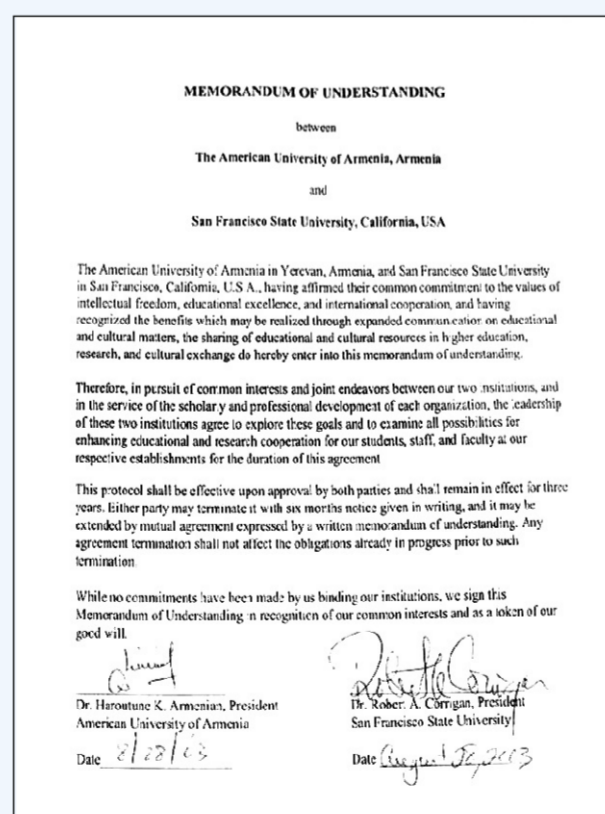 MEMORANDUM OF UNDERSTANDING
between
The American University of Armenia, Armenia
and
San Francisco State University, California, USA
The American University of Armenia in Yerevan, Armenia, and San Francisco State University
in San Francisco, California, U.S A., having affirmed their common commitment to the values of
intellectual freedom, educational excellence, and international cooperation, and having
recognized the benefits which may be realized through expanded communication on educational
and cultural matters, the sharing of educational and cultural resources in higher education,
research, and cultural exchange do hereby enter into this memorandum of understanding.
Therefore, in pursuit of common interests and joint endeavors between our two institutions, and
in the service of the scholarly and professional development of each organization, the leadership
of these two institutions agree to explore these goals and to examine all possibilities for
enhancing educational and research cooperation for our students, staff, and faculty at our
respective establishments for the duration of this agreement
This protocol shall be effective upon approval by both parties and shall remain in effect for three
years. Either party may terminate it with six months notice given in writing, and it may be
extended by mutual agreement expressed by a written memorandum of understanding. Any
agreement termination shall not affect the obligations already in progress prior to such
termination.
While no commitments have been made by us binding our institutions, we sign this
Memorandum of Understanding in recognition of our common interests and as a token of our
good will.
Dr. Haroutune K. Armenian, President
American University of Armenia
Date 8/28/03
Robert A Corrigan
Dr. Rober. A. Corrigan, President
San Francisco State University
Date August 2003